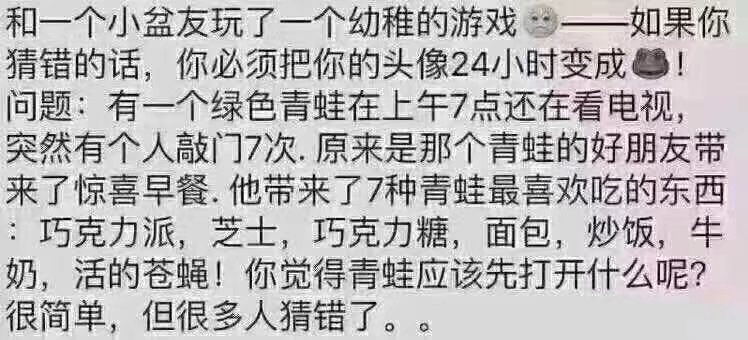 和一个小盆友玩了一个幼稚的游戏🙁——如果你
猜错的话，你必须把你的头像24小时变成🐸！
问题：有一个绿色青蛙在上午7点还在看电视，
突然有个人敲门7次. 原来是那个青蛙的好朋友带
来了惊喜早餐. 他带来了7种青蛙最喜欢吃的东西
：巧克力派，芝士，巧克力糖，面包，炒饭，牛
奶，活的苍蝇！你觉得青蛙应该先打开什么呢？
很简单，但很多人猜错了。。